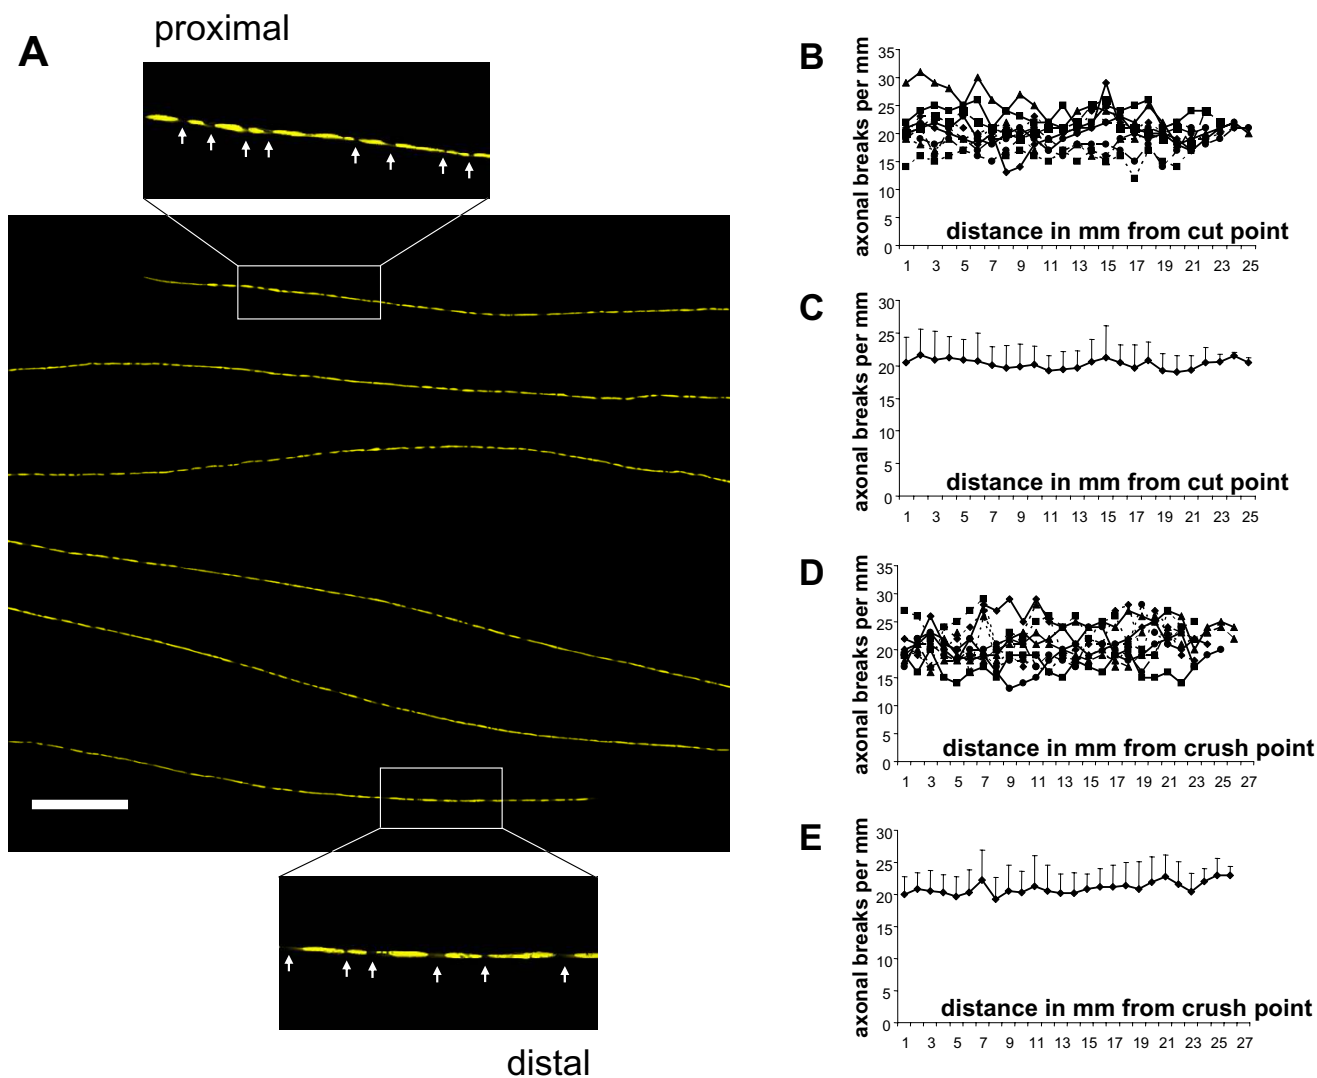 A
proximal
distal
B
axonal breaks per mm
35
30
25
20
15
10
5
0
distance in mm from cut point
1 3 5 7 9 11 13 15 17 19 21 23 25
C
axonal breaks per mm
30
25
20
15
10
5
0
distance in mm from cut point
1 3 5 7 9 11 13 15 17 19 21 23 25
D
axonal breaks per mm
35
30
25
20
15
10
5
0
distance in mm from crush point
1 3 5 7 9 11 13 15 17 19 21 23 25 27
E
axonal breaks per mm
30
25
20
15
10
5
0
distance in mm from crush point
1 3 5 7 9 11 13 15 17 19 21 23 25 27